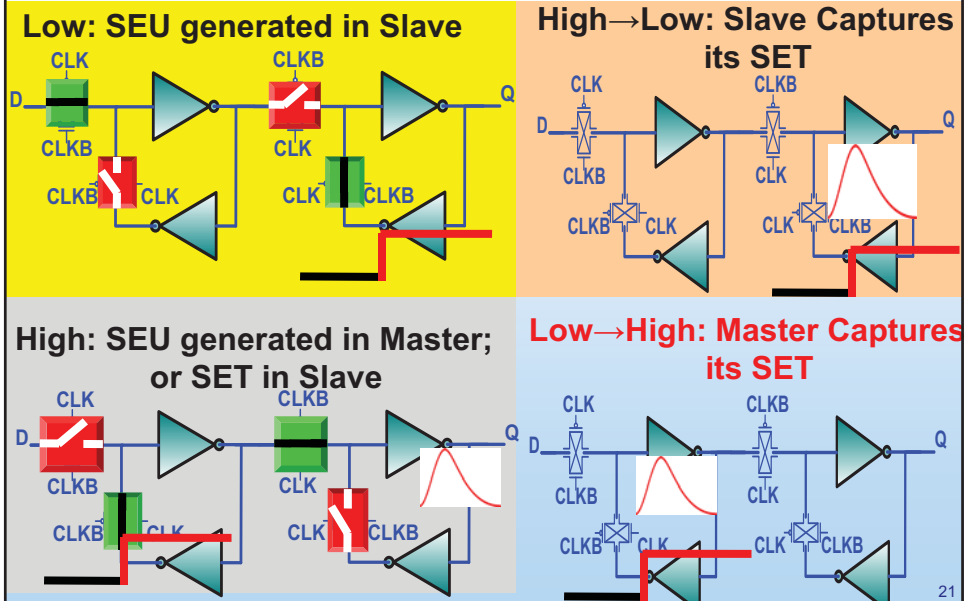 Low: SEU generated in Slave
CLK
CLKB
D
Q
CLKB
CLK
CLKB
CLK
CLK
CLKB
High→Low: Slave Captures
its SET
CLK
CLKB
D
Q
CLKB
CLK
CLKB
CLK
CLK
CLKB
High: SEU generated in Master;
or SET in Slave
CLK
CLKB
D
Q
CLKB
CLK
CLKB
CLK
CLK
CLKB
Low→High: Master Captures
its SET
CLK
CLKB
D
Q
CLKB
CLK
CLKB
CLK
CLK
CLKB
21